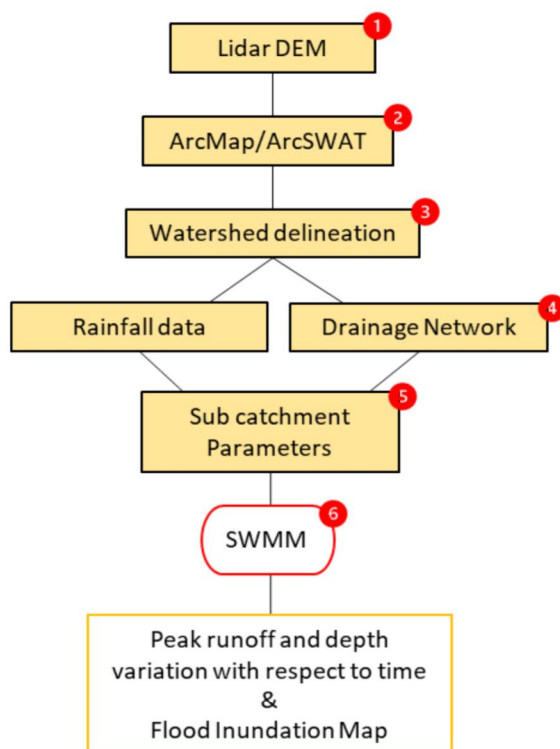 1
Lidar DEM
2
ArcMap/ArcSWAT
3
Watershed delineation
Rainfall data
4
Drainage Network
5
Sub catchment
Parameters
6
SWMM
Peak runoff and depth
variation with respect to time
&
Flood Inundation Map